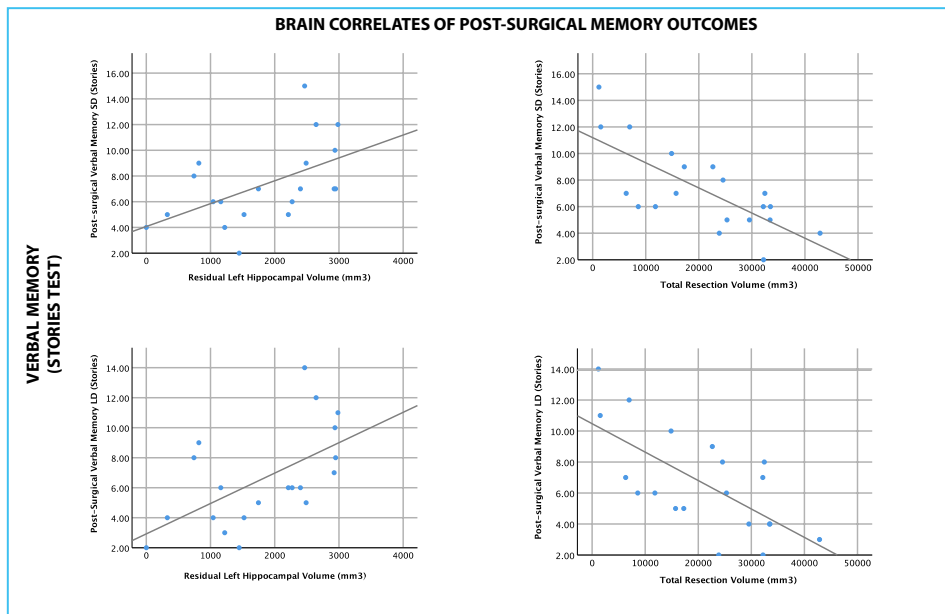 BRAIN CORRELATES OF POST-SURGICAL MEMORY OUTCOMES
VERBAL MEMORY
(STORIES TEST)
Post-surgical Verbal Memory SD (Stories)
16.00
14.00
12.00
10.00
8.00
6.00
4.00
2.00
0 1000 2000 3000 4000
Residual Left Hippocampal Volume (mm3)
Post-surgical Verbal Memory SD (Stories)
16.00
14.00
12.00
10.00
8.00
6.00
4.00
2.00
0 10000 20000 30000 40000 50000
Total Resection Volume (mm3)
Post-Surgical Verbal Memory LD (Stories)
14.00
12.00
10.00
8.00
6.00
4.00
2.00
0 1000 2000 3000 4000
Residual Left Hippocampal Volume (mm3)
Post-surgical Verbal Memory LD (Stories)
14.00
12.00
10.00
8.00
6.00
4.00
2.00
0 10000 20000 30000 40000 50000
Total Resection Volume (mm3)